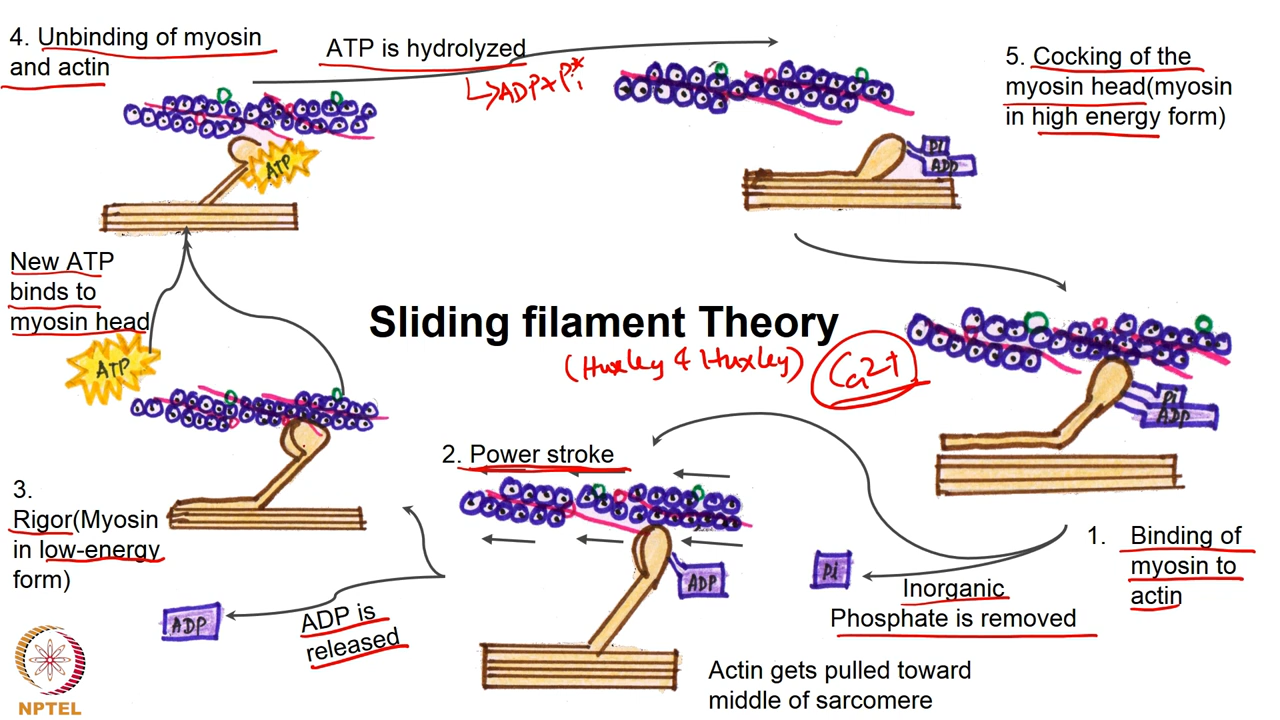 4. Unbinding of myosin
and actin
ATP is hydrolyzed
↳ADP + Pi*
ATP
5. Cocking of the
myosin head(myosin
in high energy form)
Pi
ADP
New ATP
binds to
myosin head
ATP
Sliding filament Theory
(Huxley & Huxley)
Ca2+
Pi
ADP
2. Power stroke
ADP
3.
Rigor(Myosin
in low-energy
form)
ADP
ADP is
released
Pi
Inorganic
Phosphate is removed
1. Binding of
myosin to
actin
Actin gets pulled toward
middle of sarcomere
NPTEL